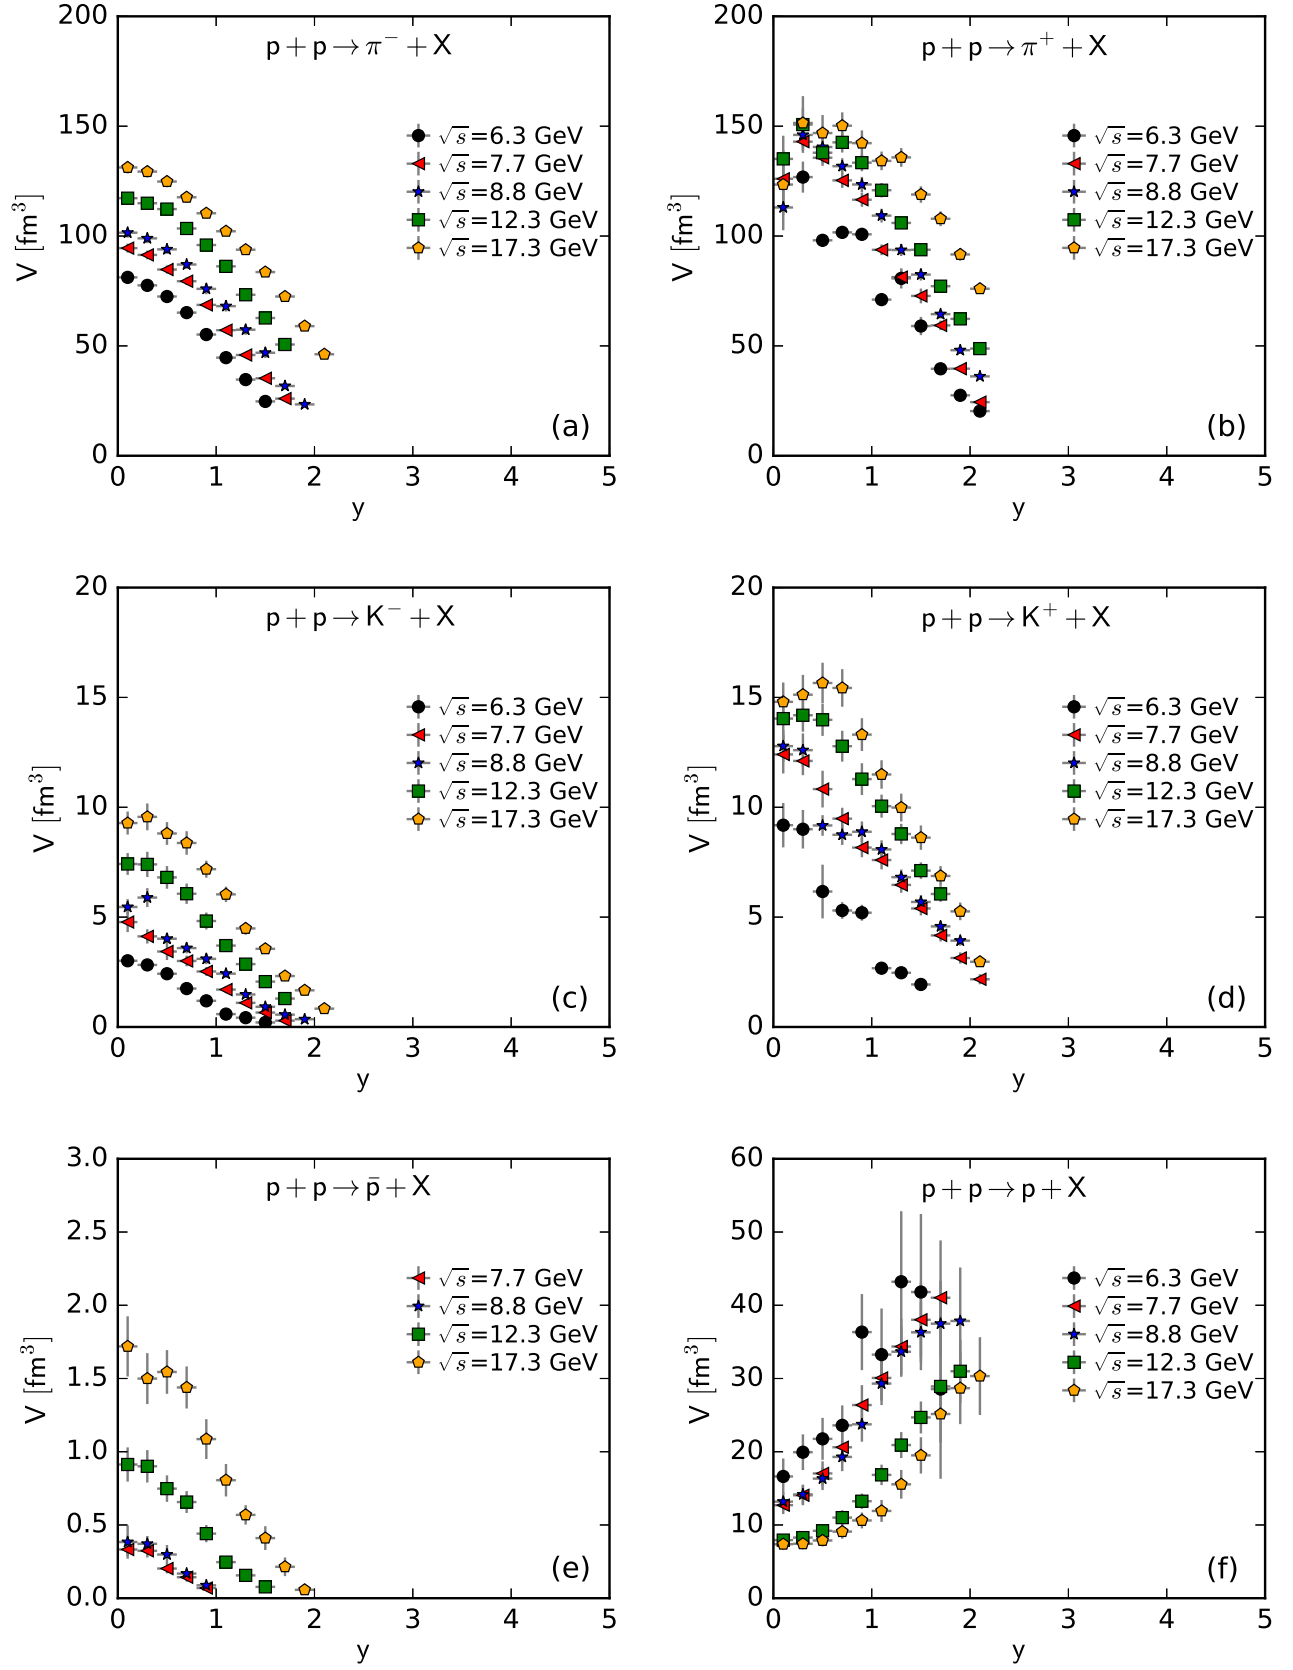 p + p → π⁻ + X
200
150
100
50
0
V [fm³]
√s=6.3 GeV
√s=7.7 GeV
√s=8.8 GeV
√s=12.3 GeV
√s=17.3 GeV
(a)
0 1 2 3 4 5
y
p + p → π⁺ + X
200
150
100
50
0
V [fm³]
√s=6.3 GeV
√s=7.7 GeV
√s=8.8 GeV
√s=12.3 GeV
√s=17.3 GeV
(b)
0 1 2 3 4 5
y
p + p → K⁻ + X
20
15
10
5
0
V [fm³]
√s=6.3 GeV
√s=7.7 GeV
√s=8.8 GeV
√s=12.3 GeV
√s=17.3 GeV
(c)
0 1 2 3 4 5
y
p + p → K⁺ + X
20
15
10
5
0
V [fm³]
√s=6.3 GeV
√s=7.7 GeV
√s=8.8 GeV
√s=12.3 GeV
√s=17.3 GeV
(d)
0 1 2 3 4 5
y
p + p → p̄ + X
3.0
2.5
2.0
1.5
1.0
0.5
0.0
V [fm³]
√s=7.7 GeV
√s=8.8 GeV
√s=12.3 GeV
√s=17.3 GeV
(e)
0 1 2 3 4 5
y
p + p → p + X
60
50
40
30
20
10
0
V [fm³]
√s=6.3 GeV
√s=7.7 GeV
√s=8.8 GeV
√s=12.3 GeV
√s=17.3 GeV
(f)
0 1 2 3 4 5
y